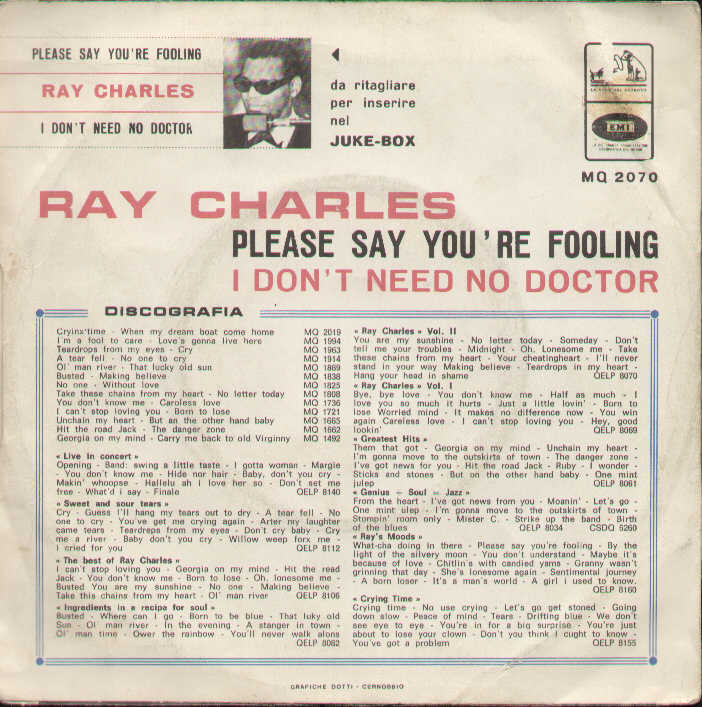 PLEASE SAY YOU'RE FOOLING
RAY CHARLES
I DON'T NEED NO DOCTOR
da ritagliare
per inserire
nel
JUKE-BOX
EMI
MQ 2070
RAY CHARLES
PLEASE SAY YOU'RE FOOLING
I DON'T NEED NO DOCTOR
DISCOGRAFIA
Cryinx'time - When my dream boat come home MQ 2019
I'm a fool to care - Love's gonna live here MQ 1994
Teardrops from my eyes - Cry MQ 1963
A tear fell - No one to cry MQ 1914
Ol' man river - That lucky old sun MQ 1869
Busted - Making believe MQ 1838
No one - Without love MQ 1825
Take these chains from my heart - No letter today MQ 1808
You don't know me - Careless love MQ 1736
I can't stop loving you - Born to lose MQ 1721
Unchain my heart - But on the other hand baby MQ 1665
Hit the road Jack - The danger zone MQ 1662
Georgia on my mind - Carry me back to old Virginny MQ 1492
« Live in concert »
Opening - Band: swing a little taste - I gotta woman - Margie
- You don't know me - Hide nor hair - Baby, don't you cry -
Makin' whoopse - Hallelu ah i love her so - Don't set me
free - What'd i say - Finale QELP 8140
« Sweet and sour tears »
Cry - Guess I'll hang my tears out to dry - A tear fell - No
one to cry - You've get me crying again - Arter my laughter
came tears - Teardreps from my eyes - Don't cry baby - Cry
me a river - Baby don't you cry - Willow weep forx me -
I cried for you QELP 8112
« The best of Ray Charles »
I can't stop loving you - Georgia on my mind - Hit the read
Jack - You don't know me - Born to lose - Oh. lonesome me -
Busted You are my sunshine - No one - Making believe -
Take this chains from my heart - Ol' man river QELP 8106
« Ingredients in a recipa for soul »
Busted - Where can I go - Born to be blue - That luky old
Sun - Ol' man river - In the evening - A stanger in town -
Ol' man time - Ower the rainbow - You'll never walk alons
QELP 8082
« Ray Charles » Vol. II
You are my sunshine - No letter today - Someday - Don't
tell me your troubles - Midnight - Oh. Lonesome me - Take
these chains from my heart - Your cheatingheart - I'll never
stand in your way Making believe - Teardrops in my heart -
Hang your head in shame QELP 8070
« Ray Charles » Vol. I
Bye, bye love - You don't know me - Half as much - I
love you so much it hurts - Just a little lovin' - Born to
lose Worried mind - It makes no difference now - You win
again Careless love - I can't stop loving you - Hey, good
lookin' QELP 8069
« Greatest Hits »
Them that got - Georgia on my mind - Unchain my heart -
I'm gonna move to the outskirts of town - The danger zone -
I've got news for you - Hit the road Jack - Ruby - I wonder -
Sticks and stones - But on the other hand baby - One mint
julep QELP 8061
« Genius - Soul = Jazz »
From the heart - I've got news from you - Moanin' - Let's go -
One mint ulep - I'm gonna move to the outskirts of town -
Stompin' room only - Mister C. - Strike up the band - Birth
of the blues QELP 8034 CSDQ 6260
« Ray's Moods »
What-cha doing in there - Please say you're fooling - By the
light of the silvery moon - You don't understand - Maybe it's
because of love - Chitlin's with candied yams - Granny wasn't
grinning that day - She's lonesome again - Sentimental journey
- A born loser - It's a man's world - A girl i used to know.
QELP 8160
« Crying Time »
Crying time - No use crying - Let's go get stoned - Going
down slow - Peace of mind - Tears - Drifting blue - We don't
see eye to eye - You're in for a big surprise - You're just
about to lose your clown - Don't you think I cught to know -
You've got a problem QELP 8155
GRAFICHE DOTTI - CERNOBBIO